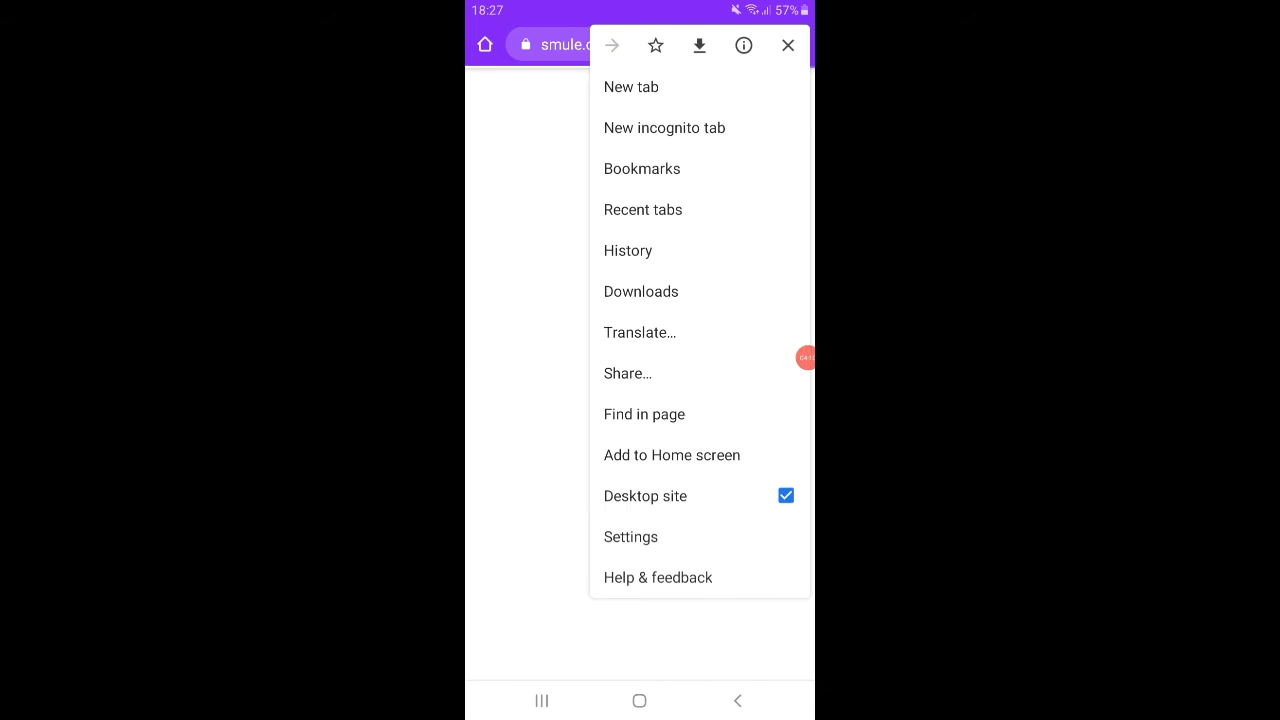 18:27
57%
smule.c
New tab
New incognito tab
Bookmarks
Recent tabs
History
Downloads
Translate...
Share...
Find in page
Add to Home screen
Desktop site
Settings
Help & feedback